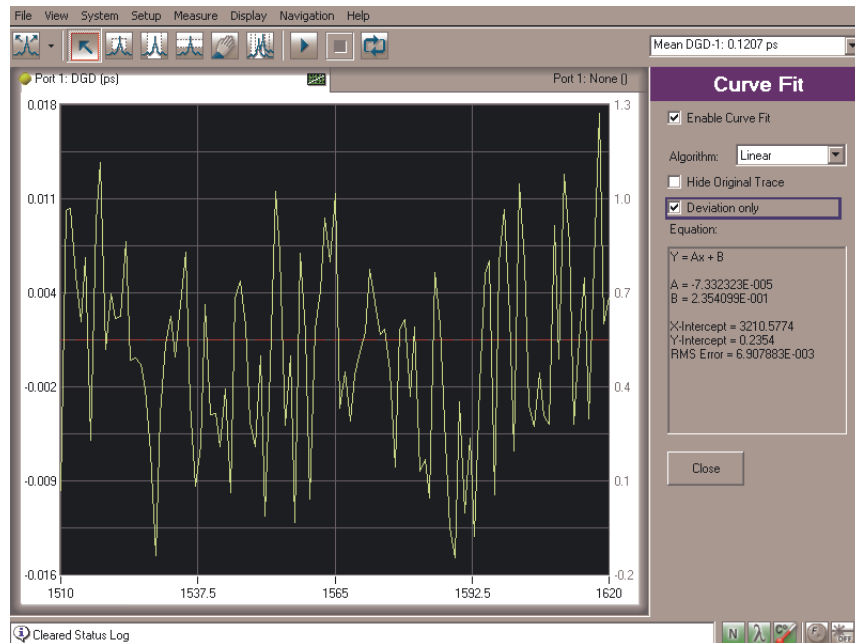 File View System Setup Measure Display Navigation Help
Mean DGD-1: 0.1207 ps
Port 1: DGD (ps)
Port 1: None ()
0.018
0.011
0.004
-0.002
-0.009
-0.016
1.3
1.0
0.7
0.4
0.1
-0.2
1510 1537.5 1565 1592.5 1620
Curve Fit
Enable Curve Fit
Algorithm: Linear
Hide Original Trace
Deviation only
Equation:
Y = Ax + B
A = -7.332323E-005
B = 2.354099E-001
X-Intercept = 3210.5774
Y-Intercept = 0.2354
RMS Error = 6.907883E-003
Close
Cleared Status Log
N λ